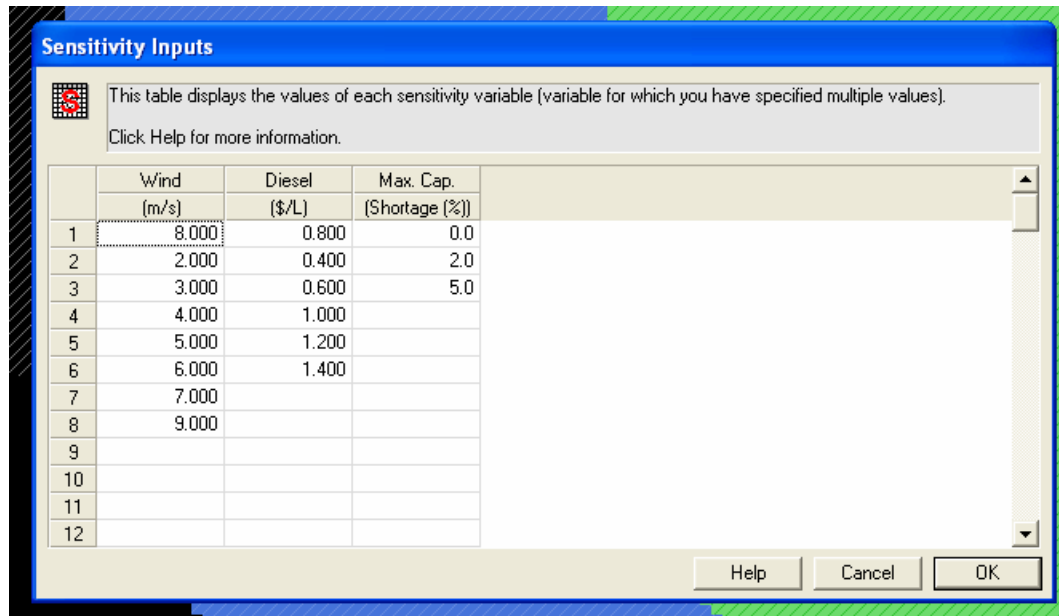 Sensitivity Inputs
S
This table displays the values of each sensitivity variable (variable for which you have specified multiple values).
Click Help for more information.
Wind Diesel Max. Cap.
(m/s) ($/L) (Shortage (%))
1 8.000 0.800 0.0
2 2.000 0.400 2.0
3 3.000 0.600 5.0
4 4.000 1.000
5 5.000 1.200
6 6.000 1.400
7 7.000
8 9.000
9
10
11
12
Help Cancel OK